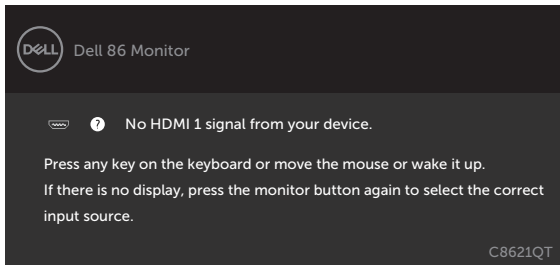 DELL
Dell 86 Monitor
? No HDMI 1 signal from your device.
Press any key on the keyboard or move the mouse or wake it up.
If there is no display, press the monitor button again to select the correct
input source.
C8621QT